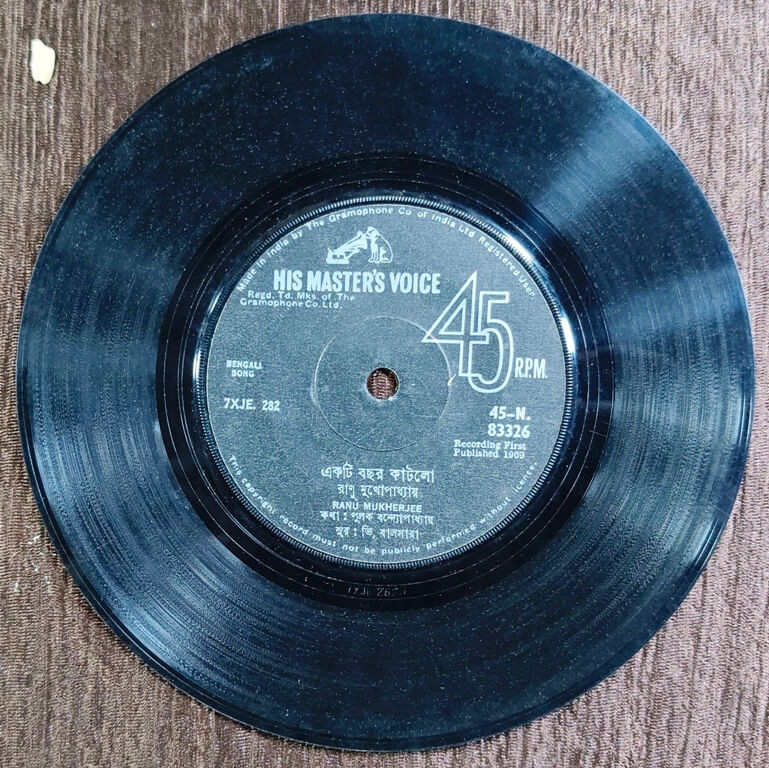 Made in India by The Gramophone Co of India Ltd Registered User.
HIS MASTER'S VOICE
Regd. Td. Mks. of The
Gramophone Co. Ltd.
45 R.P.M.
BENGALI
SONG
7XJE. 282
45-N.
83326
Recording First
Published 1969
একটি বছর কাটলো
রাণু মুখোপাধ্যায়
RANU MUKHERJEE
কথা : পুলক বন্দ্যোপাধ্যায়
সুর : ভি, বালসারা
This copyright record must not be publicly performed without licence.